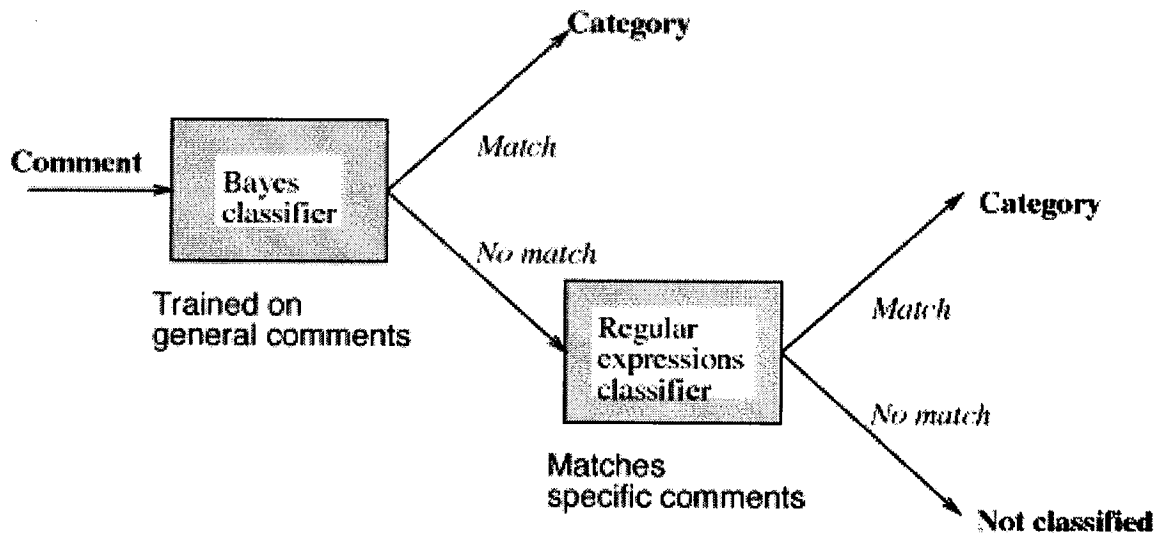 Category
Match
Comment
Bayes
classifier
Trained on
general comments
No match
Regular
expressions
classifier
Matches
specific comments
Category
Match
No match
Not classified